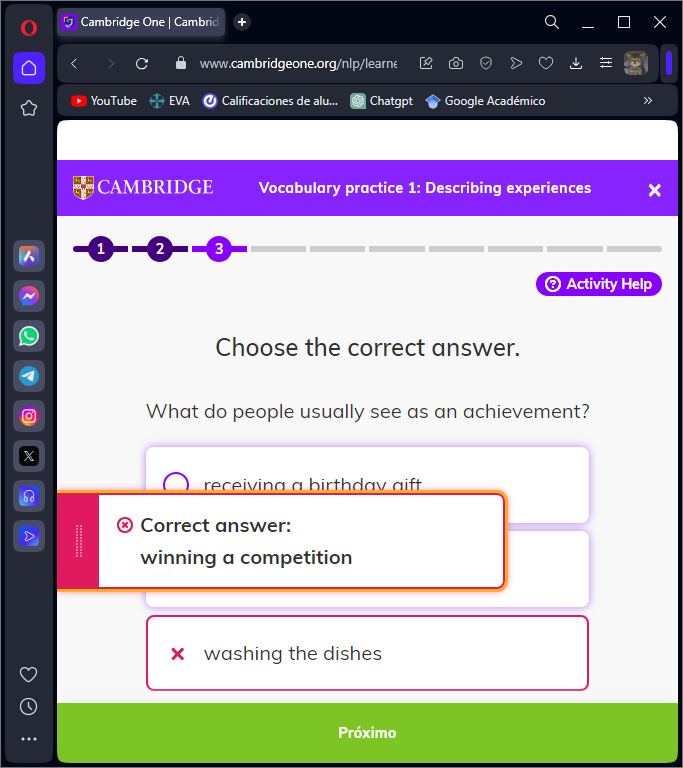 Cambridge One | Cambrid
www.cambridgeone.org/nlp/learne
YouTube
EVA
Calificaciones de alu...
Chatgpt
Google Académico
CAMBRIDGE
Vocabulary practice 1: Describing experiences
1 2 3
Activity Help
Choose the correct answer.
What do people usually see as an achievement?
receiving a birthday gift
Correct answer:
winning a competition
washing the dishes
Próximo